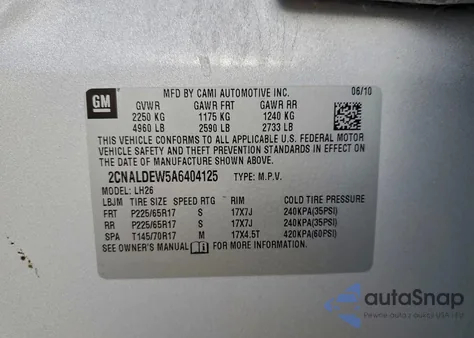 GM
MFD BY CAMI AUTOMOTIVE INC. 06/10
GVWR GAWR FRT GAWR RR
2250 KG 1175 KG 1240 KG
4960 LB 2590 LB 2733 LB
THIS VEHICLE CONFORMS TO ALL APPLICABLE U.S. FEDERAL MOTOR
VEHICLE SAFETY AND THEFT PREVENTION STANDARDS IN EFFECT ON
THE DATE OF MANUFACTURE SHOWN ABOVE.
2CNALDEW5A6404125 TYPE: M.P.V.
MODEL: LH26
LBJM TIRE SIZE SPEED RTG RIM COLD TIRE PRESSURE
FRT P225/65R17 S 17X7J 240KPA(35PSI)
RR P225/65R17 S 17X7J 240KPA(35PSI)
SPA T145/70R17 M 17X4.5T 420KPA(60PSI)
SEE OWNER'S MANUAL FOR MORE INFORMATION
autoSnap